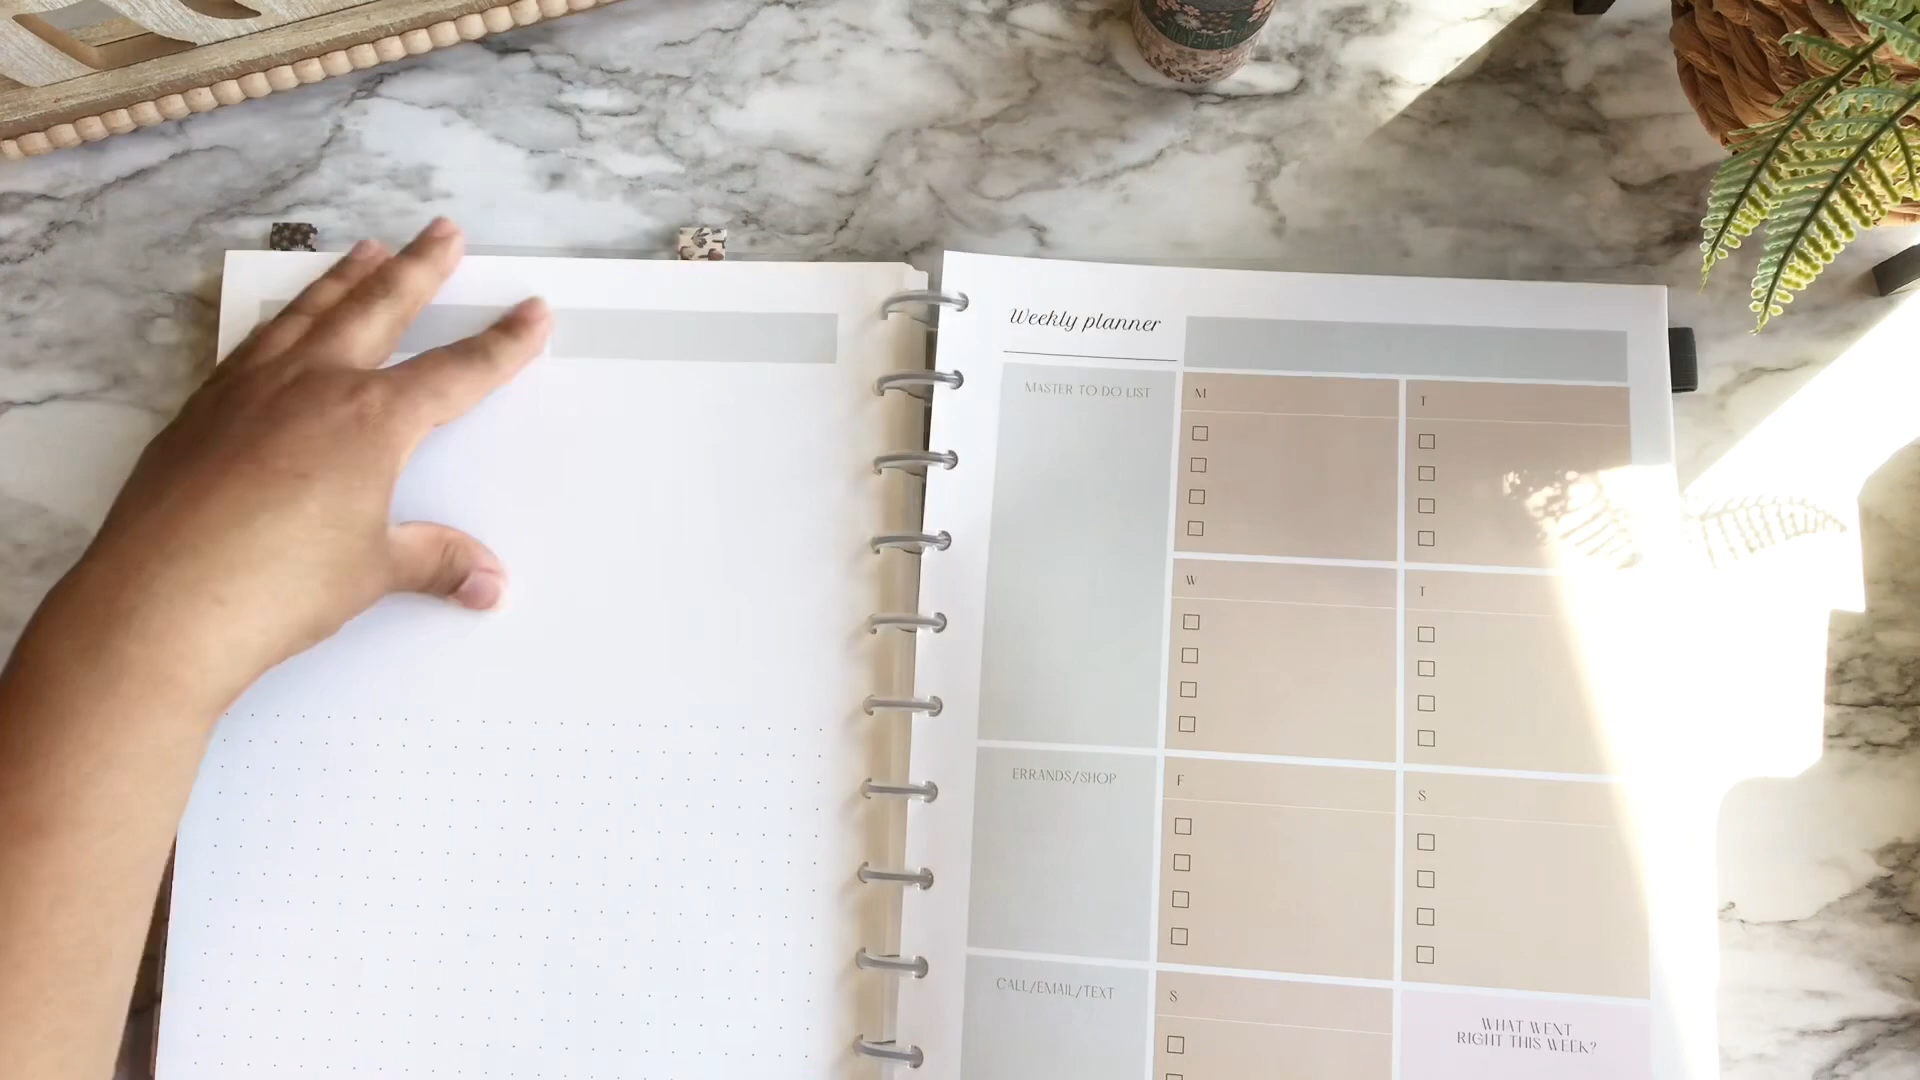 Weekly planner
MASTER TO DO LIST
M
T
W
T
ERRANDS/SHOP
F
S
CALL/EMAIL/TEXT
S
WHAT WENT
RIGHT THIS WEEK?